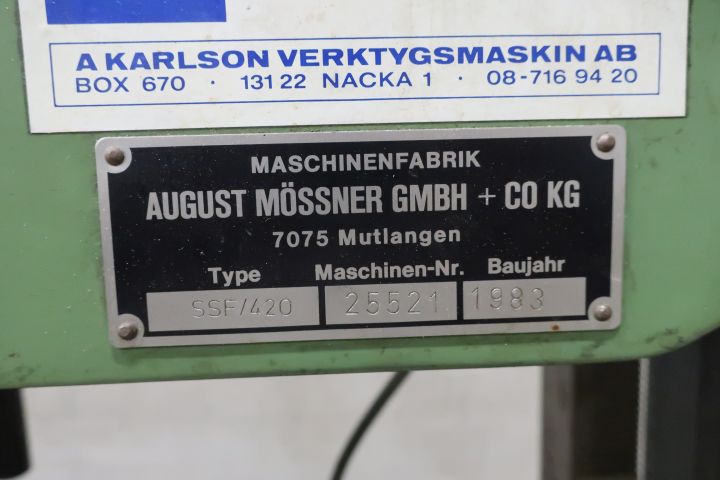 A KARLSON VERKTYGSMASKIN AB
BOX 670 · 131 22 NACKA 1 · 08-716 94 20
MASCHINENFABRIK
AUGUST MÖSSNER GMBH + CO KG
7075 Mutlangen
Type Maschinen-Nr. Baujahr
SSF/420 25521 1983